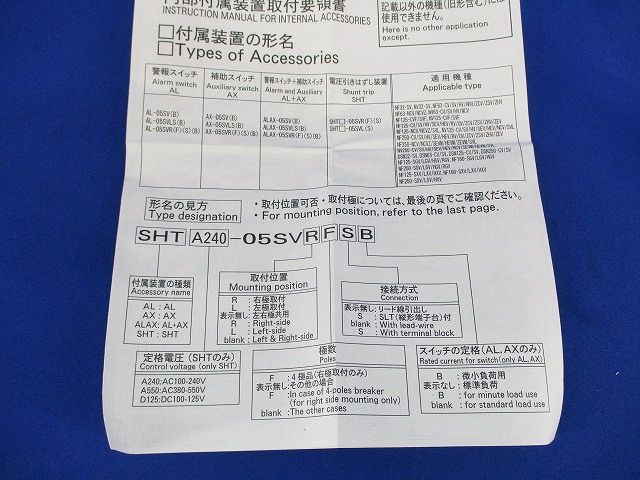 内部付属装置取付要領書
INSTRUCTION MANUAL FOR INTERNAL ACCESSORIES
記載以外の機種(旧形含む)には
使用できません。
Here is no other application
except.
□付属装置の形名
□Types of Accessories
警報スイッチ
Alarm switch
AL
補助スイッチ
Auxiliary switch
AX
警報スイッチ+補助スイッチ
Alarm and Auxiliary
AL+AX
電圧引きはずし装置
Shunt trip
SHT
適用機種
Applicable type
AL-05SV(B)
AL-05SVLS(B)
AL-05SVR(F)(S)(B)
AX-05SV(B)
AX-05SVLS(B)
AX-05SVR(F)(S)(B)
ALAX-05SV(B)
ALAX-05SVLS(B)
ALAX-05SVR(F)(S)(B)
SHT□-05SVR(F)(S)
SHT□-05SVL(S)
形名の見方
Type designation
・取付位置可否・取付極については、最後の頁でご確認ください。
・For mounting position, refer to the last page.
SHT A240-05SVRFSB
付属装置の種類
Accessory name
AL : AL
AX : AX
ALAX: AL+AX
SHT : SHT
取付位置
Mounting position
R : 右極取付
L : 左極取付
表示無し: 左右極共用
R : Right-side
L : Left-side
blank : Left & Right-side
接続方式
Connection
表示無し: リード線引出し
S : SLT(縦形端子台)付
blank : With lead-wire
S : With terminal block
定格電圧(SHTのみ)
Control voltage (only SHT)
A240:AC100-240V
A550:AC380-550V
D125:DC100-125V
極数
Poles
F : 4極品(右極取付のみ)
表示無し: その他の場合
F : In case of 4-poles breaker
(for right side mounting only)
blank : The other cases
スイッチの定格(AL,AXのみ)
Rated current for switch(only AL,AX)
B : 微小負荷用
表示なし: 標準負荷
B : for minute load use
blank : for standard load use